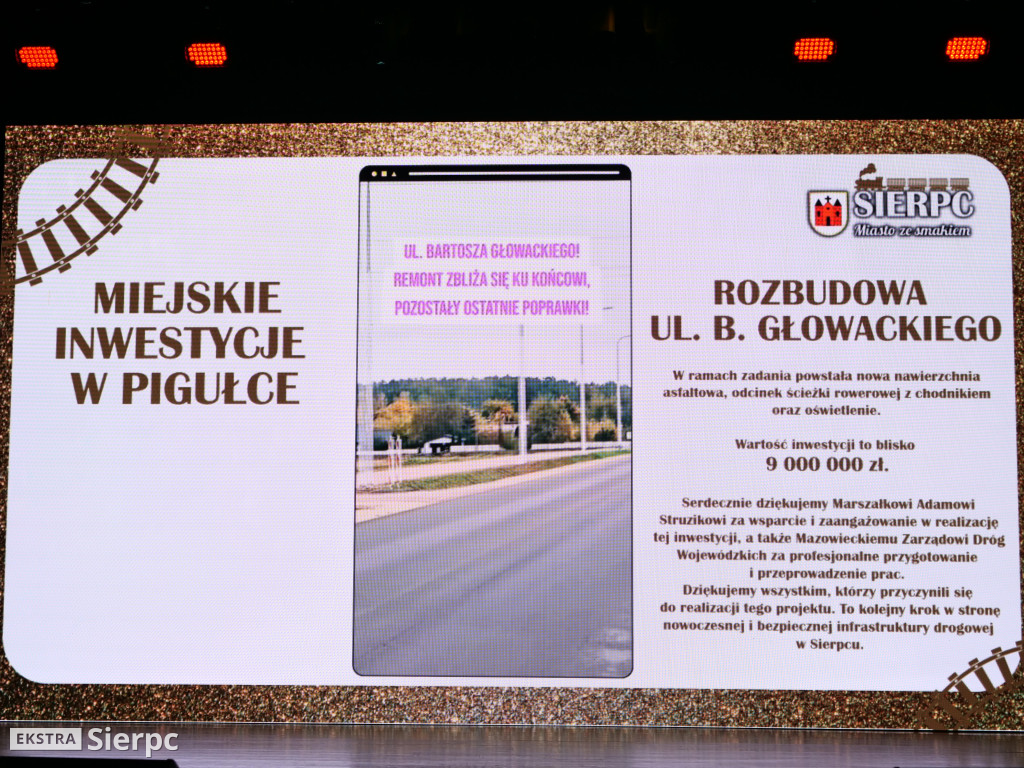 MIEJSKIE
INWESTYCJE
W PIGUŁCE
UL. BARTOSZA GŁOWACKIEGO!
REMONT ZBLIŻA SIĘ KU KOŃCOWI,
POZOSTAŁY OSTATNIE POPRAWKI!
SIERPC
Miasto ze smakiem
ROZBUDOWA
UL. B. GŁOWACKIEGO
W ramach zadania powstała nowa nawierzchnia
asfaltowa, odcinek ścieżki rowerowej z chodnikiem
oraz oświetlenie.
Wartość inwestycji to blisko
9 000 000 zł.
Serdecznie dziękujemy Marszałkowi Adamowi
Struzikowi za wsparcie i zaangażowanie w realizację
tej inwestycji, a także Mazowieckiemu Zarządowi Dróg
Wojewódzkich za profesjonalne przygotowanie
i przeprowadzenie prac.
Dziękujemy wszystkim, którzy przyczynili się
do realizacji tego projektu. To kolejny krok w stronę
nowoczesnej i bezpiecznej infrastruktury drogowej
w Sierpcu.
EKSTRA Sierpc